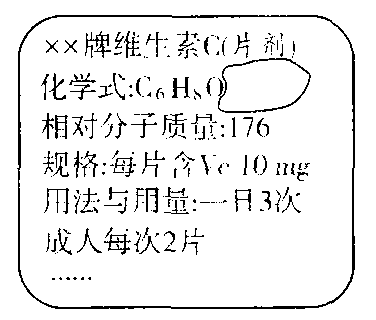 ××牌维生素C(片剂)
化学式:C₆H₈O
相对分子质量:176
规格:每片含Vc 10 mg
用法与用量:一日3次
成人每次2片
......